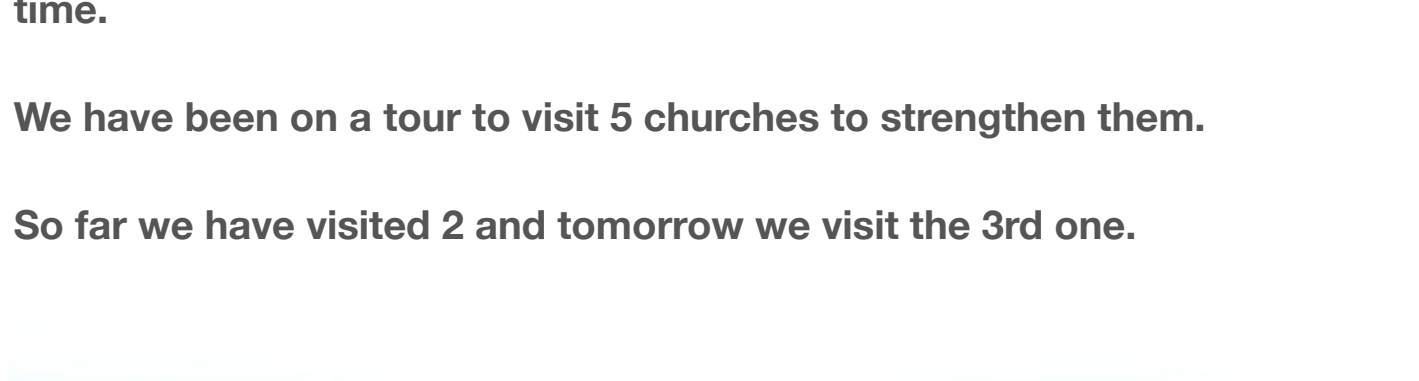 time.
We have been on a tour to visit 5 churches to strengthen them.
So far we have visited 2 and tomorrow we visit the 3rd one.